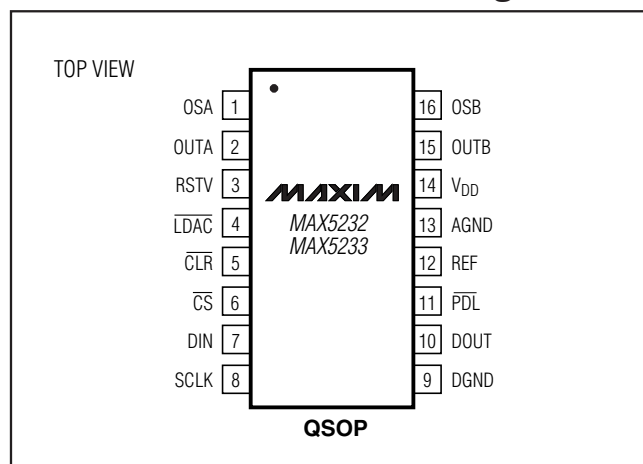 g
TOP VIEW
OSA 1
OUTA 2
RSTV 3
LDAC 4
CLR 5
CS 6
DIN 7
SCLK 8
MAXIM
MAX5232
MAX5233
16 OSB
15 OUTB
14 VDD
13 AGND
12 REF
11 PDL
10 DOUT
9 DGND
QSOP